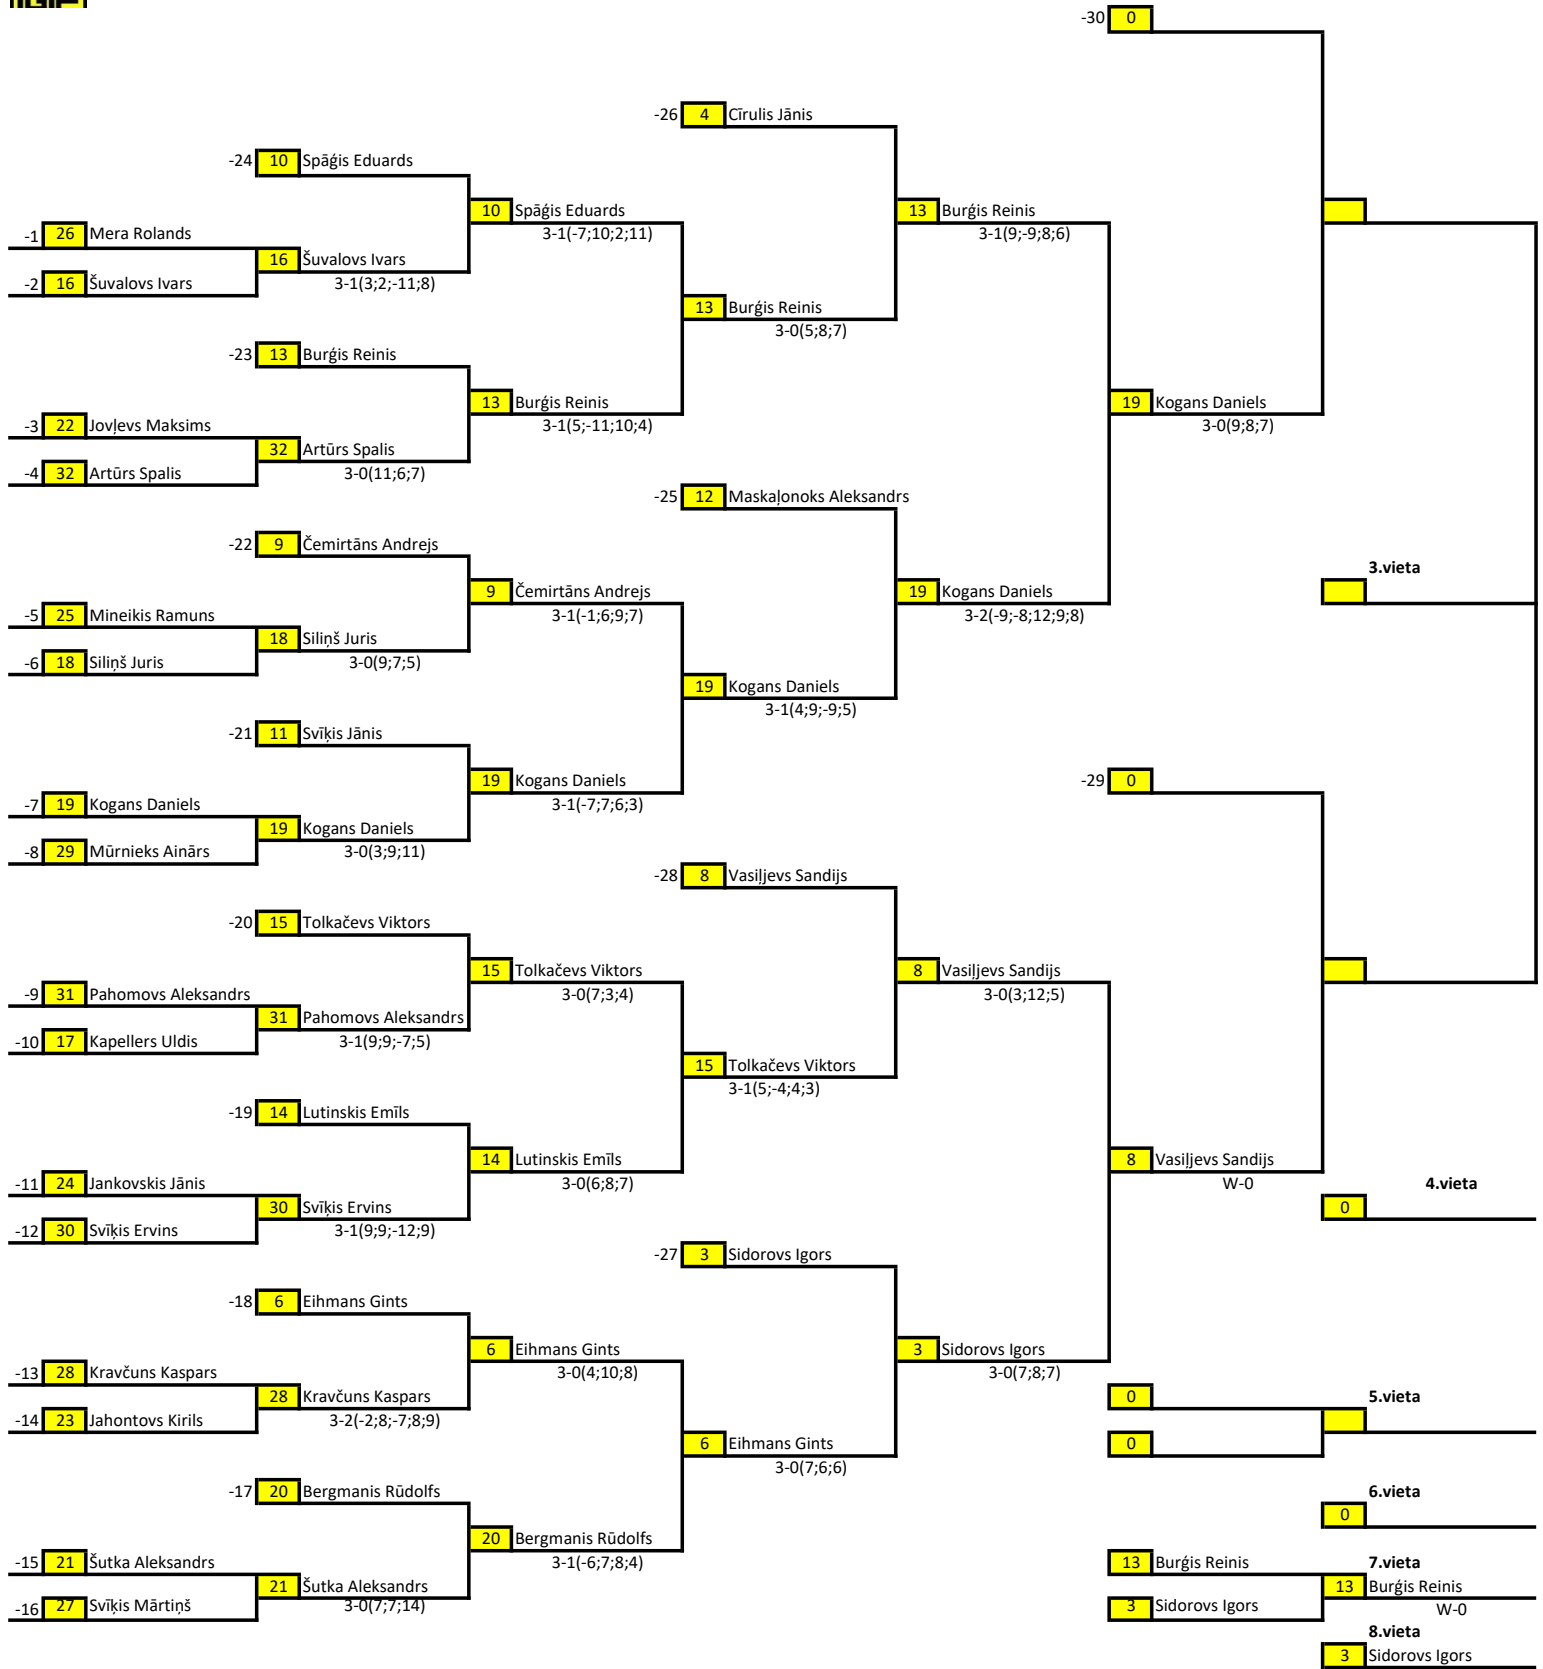 -30 0
-26 4 Cīrulis Jānis
-24 10 Spāģis Eduards
10 Spāģis Eduards
13 Burģis Reinis
-1 26 Mera Rolands
3-1(-7;10;2;11)
3-1(9;-9;8;6)
16 Šuvalovs Ivars
-2 16 Šuvalovs Ivars
3-1(3;2;-11;8)
13 Burģis Reinis
3-0(5;8;7)
-23 13 Burģis Reinis
13 Burģis Reinis
19 Kogans Daniels
-3 22 Jovļevs Maksims
3-1(5;-11;10;4)
3-0(9;8;7)
32 Artūrs Spalis
-4 32 Artūrs Spalis
3-0(11;6;7)
-25 12 Maskaļonoks Aleksandrs
-22 9 Čemirtāns Andrejs
3.vieta
9 Čemirtāns Andrejs
19 Kogans Daniels
-5 25 Mineikis Ramuns
3-1(-1;6;9;7)
3-2(-9;-8;12;9;8)
18 Siliņš Juris
-6 18 Siliņš Juris
3-0(9;7;5)
19 Kogans Daniels
3-1(4;9;-9;5)
-21 11 Svīķis Jānis
19 Kogans Daniels
-29 0
-7 19 Kogans Daniels
3-1(-7;7;6;3)
19 Kogans Daniels
-8 29 Mūrnieks Ainārs
3-0(3;9;11)
-28 8 Vasiļjevs Sandijs
-20 15 Tolkačevs Viktors
15 Tolkačevs Viktors
8 Vasiļjevs Sandijs
-9 31 Pahomovs Aleksandrs
3-0(7;3;4)
3-0(3;12;5)
31 Pahomovs Aleksandrs
-10 17 Kapellers Uldis
3-1(9;9;-7;5)
15 Tolkačevs Viktors
3-1(5;-4;4;3)
-19 14 Lutinskis Emīls
14 Lutinskis Emīls
8 Vasiļjevs Sandijs
-11 24 Jankovskis Jānis
3-0(6;8;7)
W-0
4.vieta
30 Svīķis Ervins
0
-12 30 Svīķis Ervins
3-1(9;9;-12;9)
-27 3 Sidorovs Igors
-18 6 Eihmans Gints
6 Eihmans Gints
3 Sidorovs Igors
-13 28 Kravčuns Kaspars
3-0(4;10;8)
3-0(7;8;7)
28 Kravčuns Kaspars
0
5.vieta
-14 23 Jahontovs Kirils
3-2(-2;8;-7;8;9)
6 Eihmans Gints
0
3-0(7;6;6)
-17 20 Bergmanis Rūdolfs
6.vieta
0
20 Bergmanis Rūdolfs
-15 21 Šutka Aleksandrs
3-1(-6;7;8;4)
13 Burģis Reinis
7.vieta
21 Šutka Aleksandrs
13 Burģis Reinis
-16 27 Svīķis Mārtiņš
3-0(7;7;14)
3 Sidorovs Igors
W-0
8.vieta
3 Sidorovs Igors